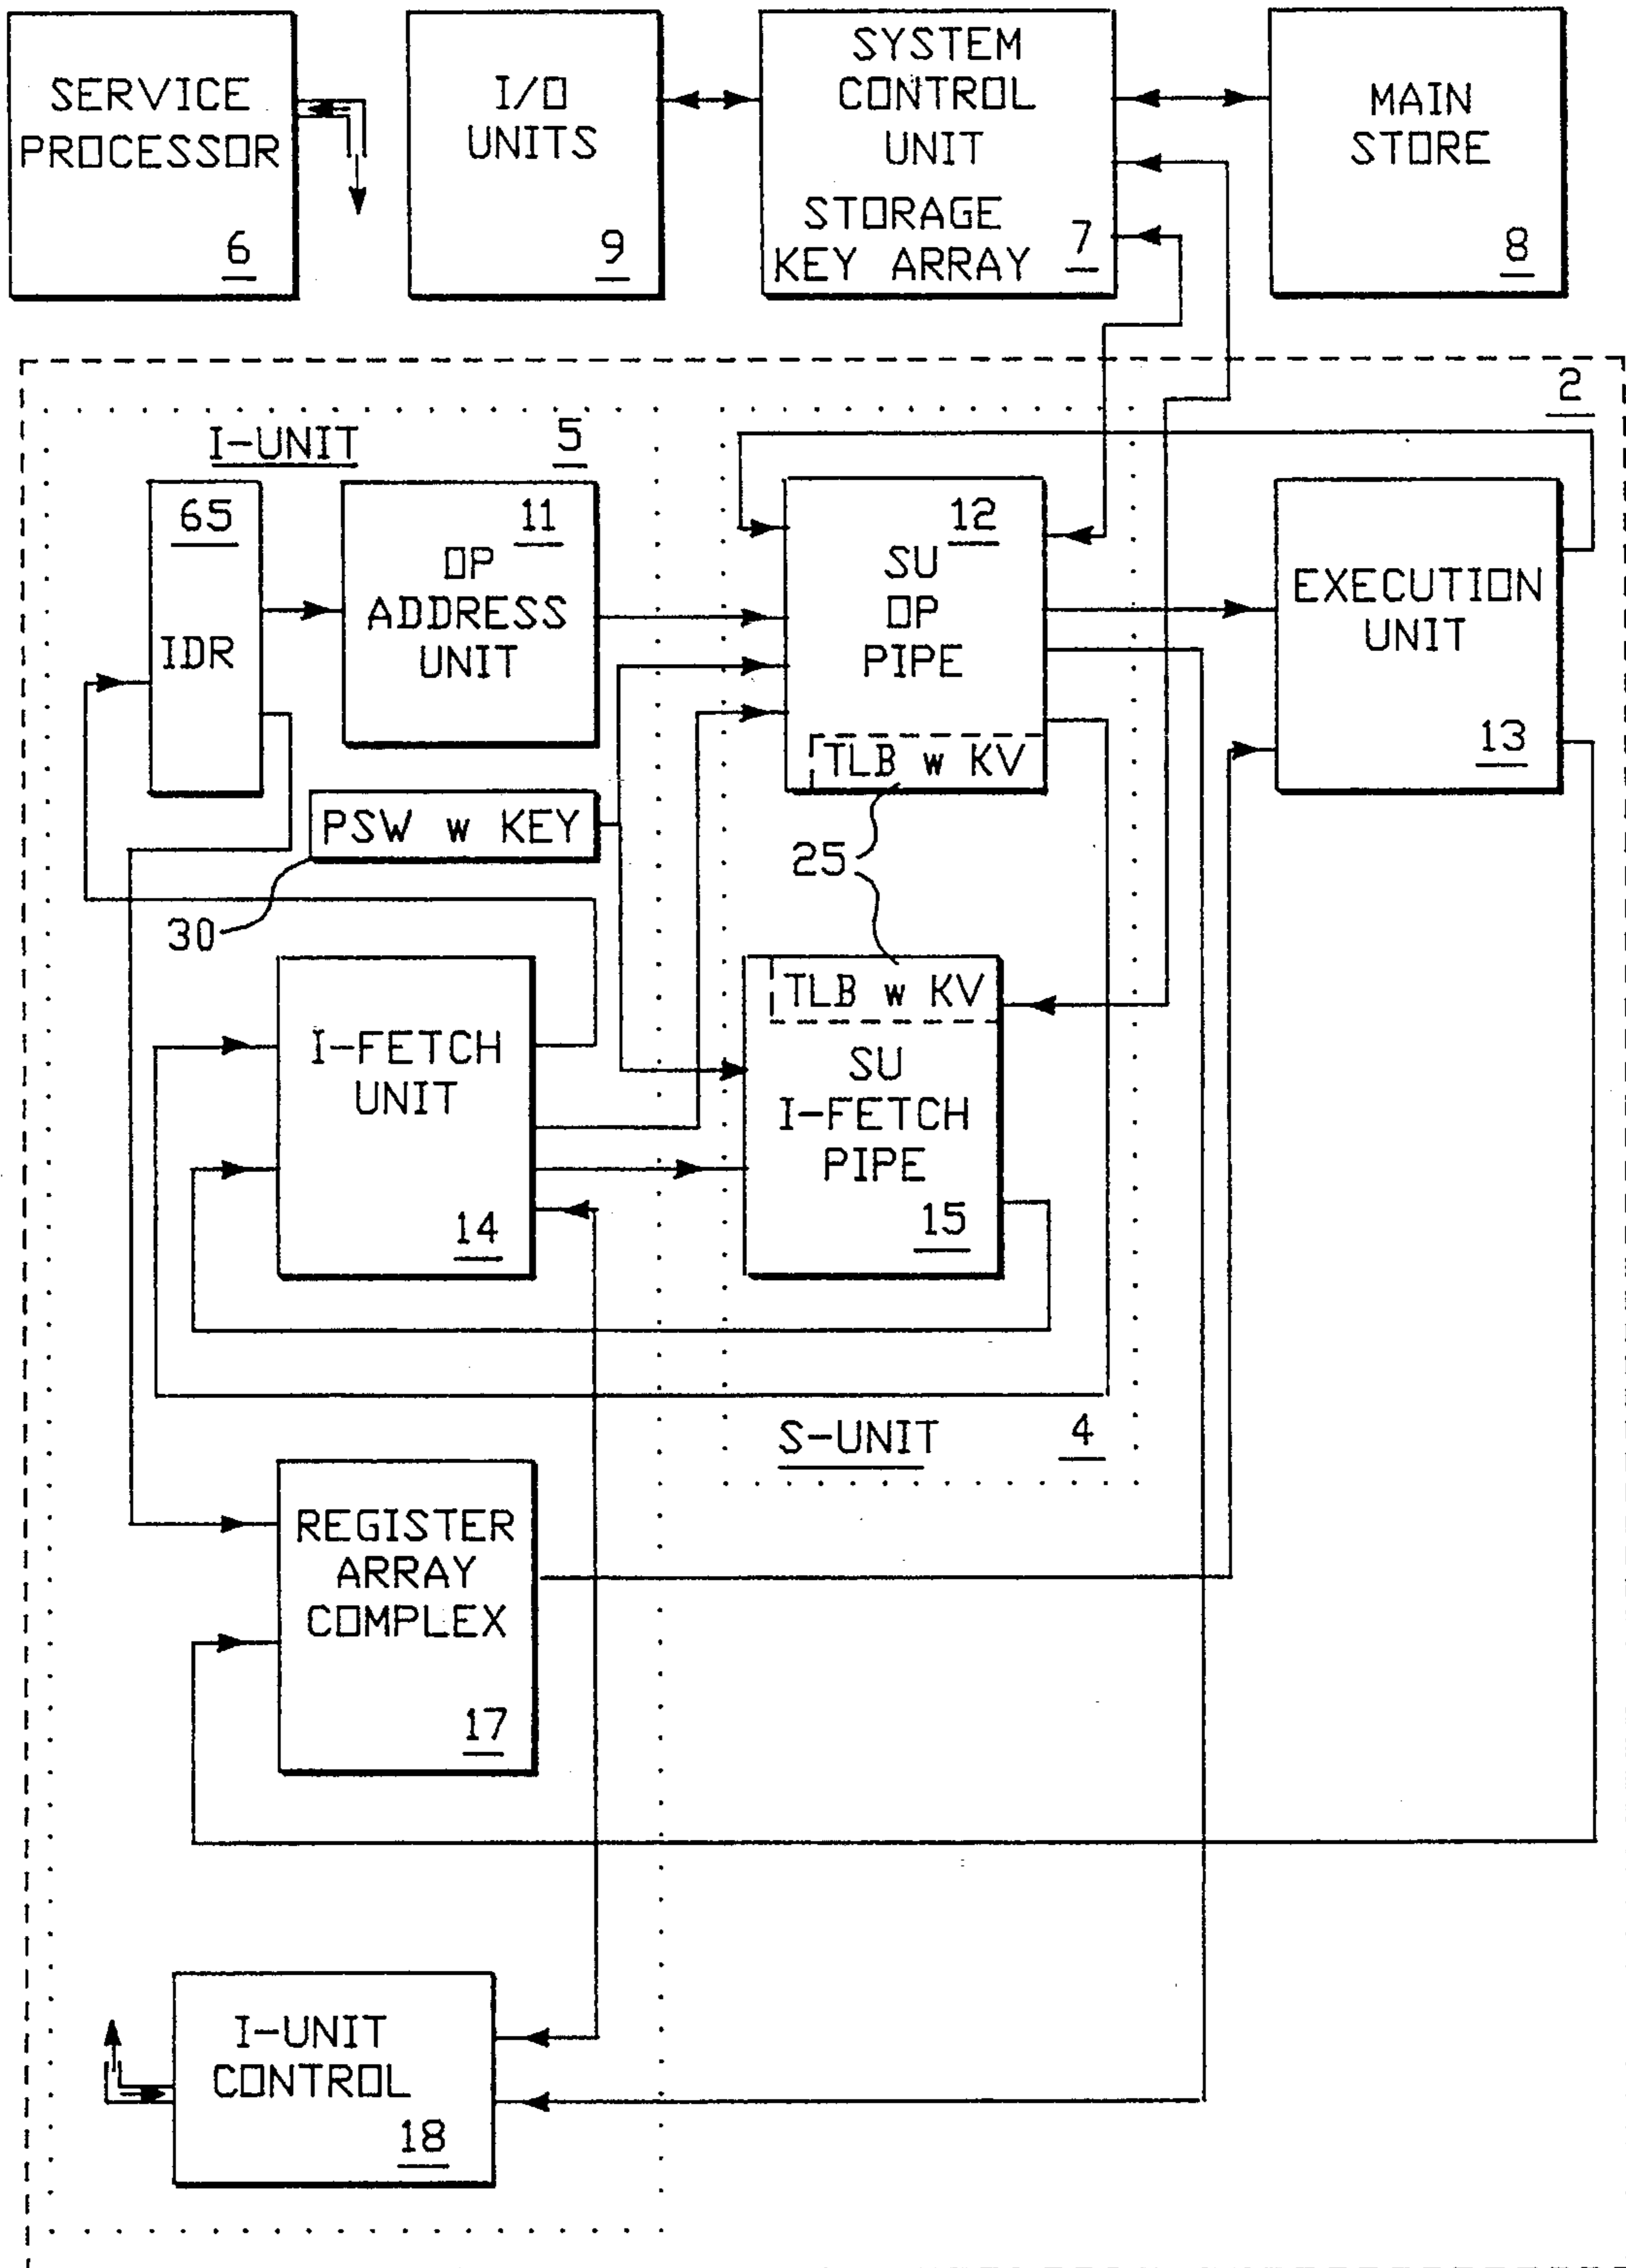 SERVICE
PROCESSOR
6
I/O
UNITS
9
SYSTEM
CONTROL
UNIT
STORAGE
KEY ARRAY
7
MAIN
STORE
8
2
I-UNIT
5
65
IDR
11
OP
ADDRESS
UNIT
12
SU
OP
PIPE
TLB w KV
EXECUTION
UNIT
13
PSW w KEY
30
25
I-FETCH
UNIT
14
TLB w KV
SU
I-FETCH
PIPE
15
S-UNIT
4
REGISTER
ARRAY
COMPLEX
17
I-UNIT
CONTROL
18